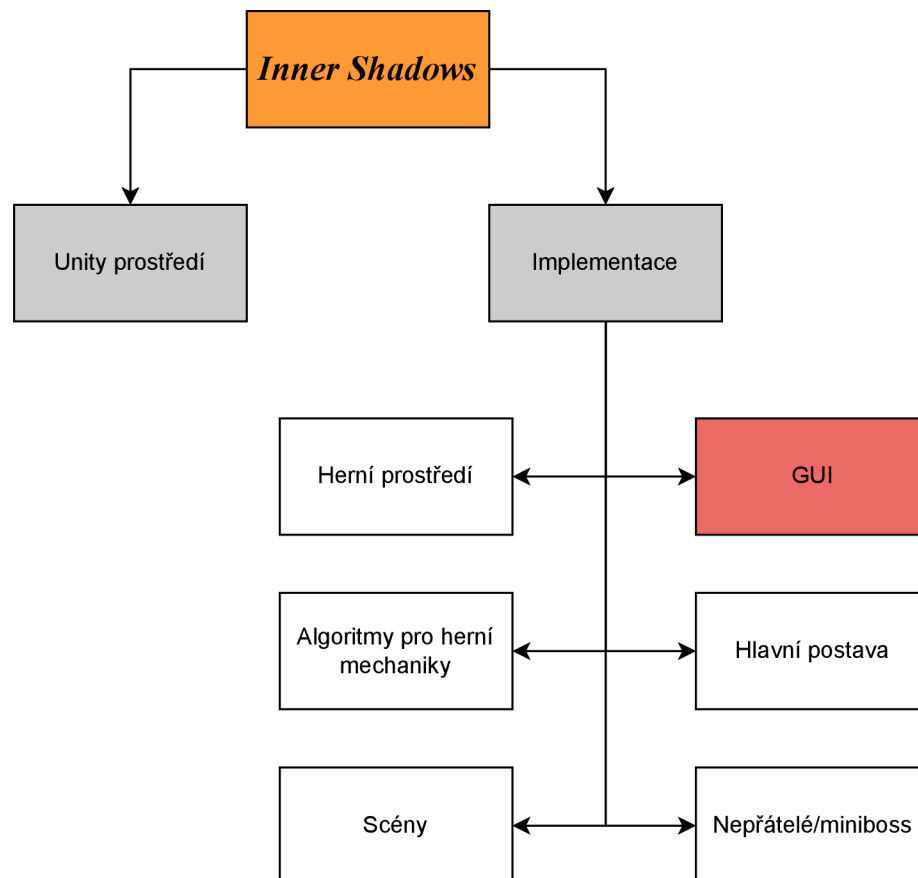 Inner Shadows
Unity prostředí
Implementace
Herní prostředí
GUI
Algoritmy pro herní
mechaniky
Hlavní postava
Scény
Nepřátelé/miniboss